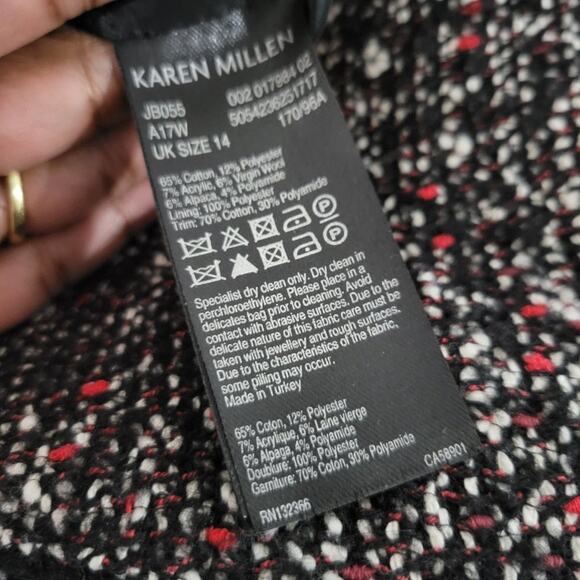 KAREN MILLEN
JB055 002 017984 02
A17W 5054236251717
UK SIZE 14 170/96A
65% Cotton, 12% Polyester
7% Acrylic, 6% Virgin Wool
6% Alpaca, 4% Polyamide
Lining: 100% Polyester
Trim: 70% Cotton, 30% Polyamide
Specialist dry clean only. Dry clean in
perchloroethylene. Please place in a
delicates bag prior to cleaning. Avoid
contact with abrasive surfaces. Due to the
delicate nature of this fabric care must be
taken with jewellery and rough surfaces.
Due to the characteristics of the fabric,
some pilling may occur.
Made in Turkey
65% Coton, 12% Polyester
7% Acrylique, 6% Laine vierge
6% Alpaga, 4% Polyamide
Doublure: 100% Polyester
Garniture: 70% Coton, 30% Polyamide
RN132366 CA58901